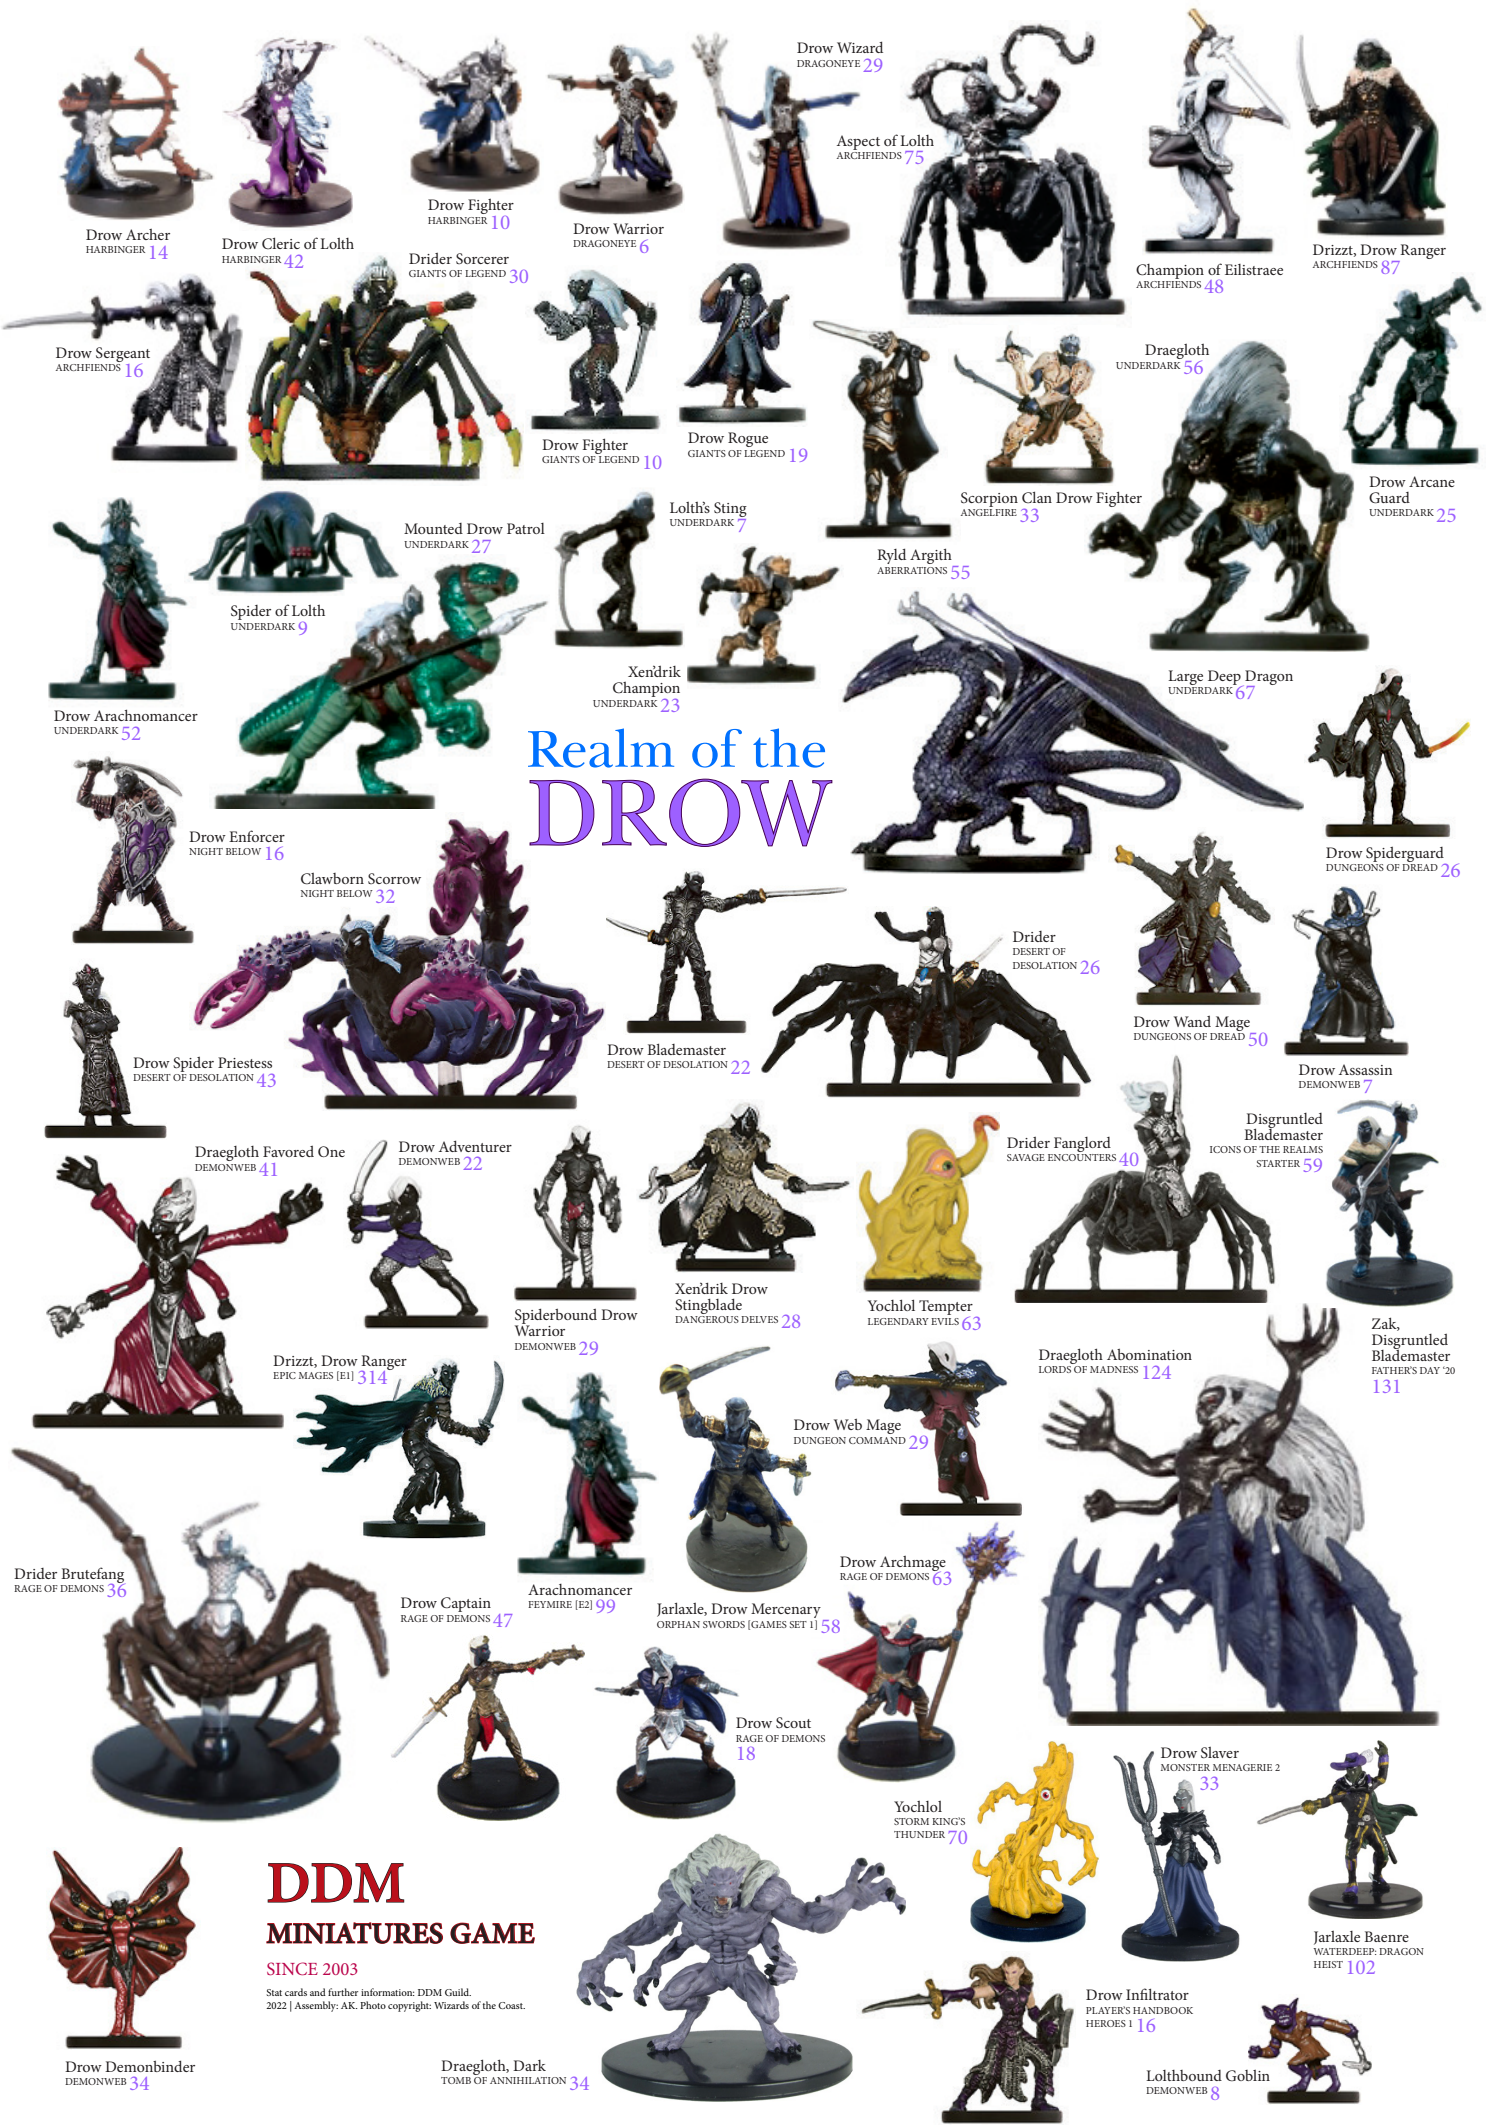 Drow Wizard
DRAGONEYE 29
Aspect of Lolth
ARCHFIENDS 75
Drow Archer
HARBINGER 14
Drow Cleric of Lolth
HARBINGER 42
Drow Fighter
HARBINGER 10
Drow Warrior
DRAGONEYE 6
Champion of Eilistraee
ARCHFIENDS 48
Drizzt, Drow Ranger
ARCHFIENDS 87
Drider Sorcerer
GIANTS OF LEGEND 30
Drow Sergeant
ARCHFIENDS 16
Drow Fighter
GIANTS OF LEGEND 10
Drow Rogue
GIANTS OF LEGEND 19
Draegloth
UNDERDARK 56
Scorpion Clan Drow Fighter
ANGELFIRE 33
Drow Arcane
Guard
UNDERDARK 25
Mounted Drow Patrol
UNDERDARK 27
Lolth's Sting
UNDERDARK 7
Ryld Argith
ABERRATIONS 55
Spider of Lolth
UNDERDARK 9
Xen'drik
Champion
UNDERDARK 23
Large Deep Dragon
UNDERDARK 67
Drow Arachnomancer
UNDERDARK 52
Realm of the
DROW
Drow Enforcer
NIGHT BELOW 16
Clawborn Scorrow
NIGHT BELOW 32
Drow Spiderguard
DUNGEONS OF DREAD 26
Drider
DESERT OF
DESOLATION 26
Drow Wand Mage
DUNGEONS OF DREAD 50
Drow Spider Priestess
DESERT OF DESOLATION 43
Drow Blademaster
DESERT OF DESOLATION 22
Drow Assassin
DEMONWEB 7
Draegloth Favored One
DEMONWEB 41
Drow Adventurer
DEMONWEB 22
Drider Fanglord
SAVAGE ENCOUNTERS 40
Disgruntled
Blademaster
ICONS OF THE REALMS
STARTER 59
Spiderbound Drow
Warrior
DEMONWEB 29
Xen'drik Drow
Stingblade
DANGEROUS DELVES 28
Yochlol Tempter
LEGENDARY EVILS 63
Zak,
Disgruntled
Blademaster
FATHER'S DAY '20
131
Drizzt, Drow Ranger
EPIC MAGES [E1] 314
Draegloth Abomination
LORDS OF MADNESS 124
Drow Web Mage
DUNGEON COMMAND 29
Drider Brutefang
RAGE OF DEMONS 36
Drow Captain
RAGE OF DEMONS 47
Arachnomancer
FEYMIRE [E2] 99
Jarlaxle, Drow Mercenary
ORPHAN SWORDS [GAMES SET 1] 58
Drow Archmage
RAGE OF DEMONS 63
Drow Scout
RAGE OF DEMONS
18
Drow Slaver
MONSTER MENAGERIE 2
33
Yochlol
STORM KING'S
THUNDER 70
DDM
MINIATURES GAME
SINCE 2003
Stat cards and further information: DDM Guild.
2022 | Assembly: AK. Photo copyright: Wizards of the Coast.
Jarlaxle Baenre
WATERDEEP: DRAGON
HEIST 102
Drow Infiltrator
PLAYER'S HANDBOOK
HEROES 1 16
Drow Demonbinder
DEMONWEB 34
Draegloth, Dark
TOMB OF ANNIHILATION 34
Lolthbound Goblin
DEMONWEB 8